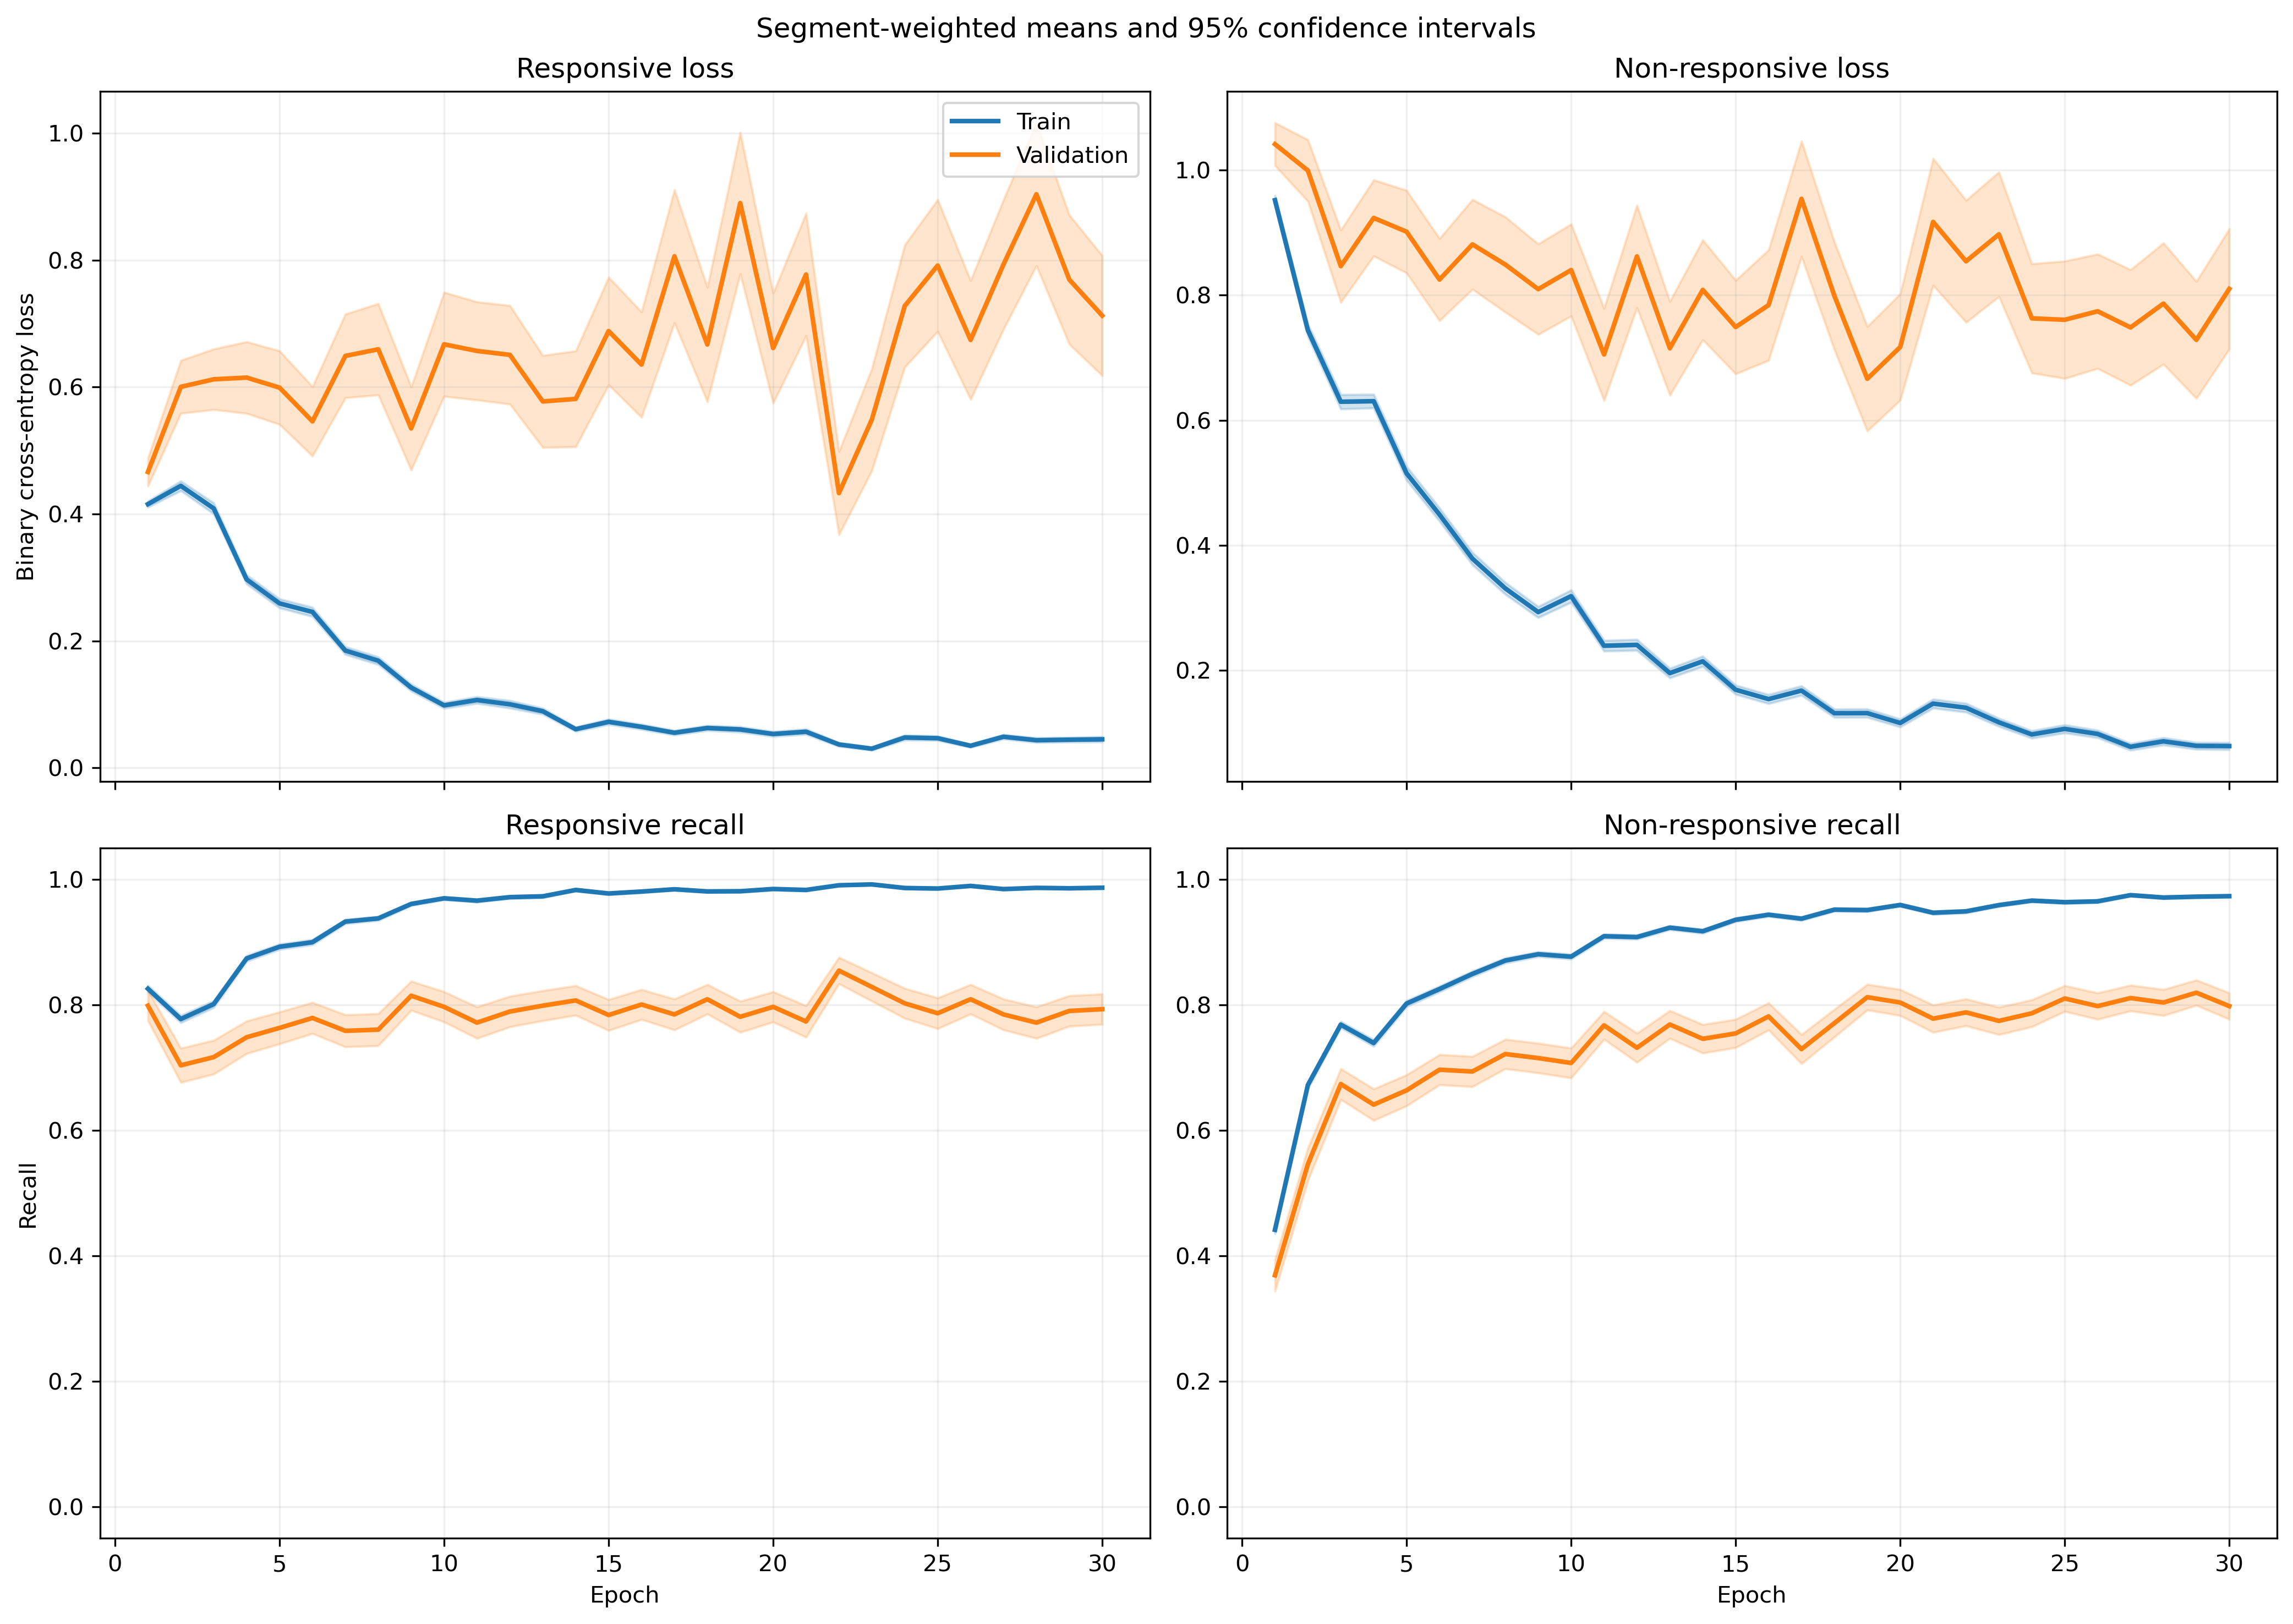 Segment-weighted means and 95% confidence intervals
Responsive loss
Non-responsive loss
Binary cross-entropy loss
1.0
0.8
0.6
0.4
0.2
0.0
Train
Validation
1.0
0.8
0.6
0.4
0.2
Responsive recall
Non-responsive recall
Recall
1.0
0.8
0.6
0.4
0.2
0.0
0 5 10 15 20 25 30
Epoch
1.0
0.8
0.6
0.4
0.2
0.0
0 5 10 15 20 25 30
Epoch